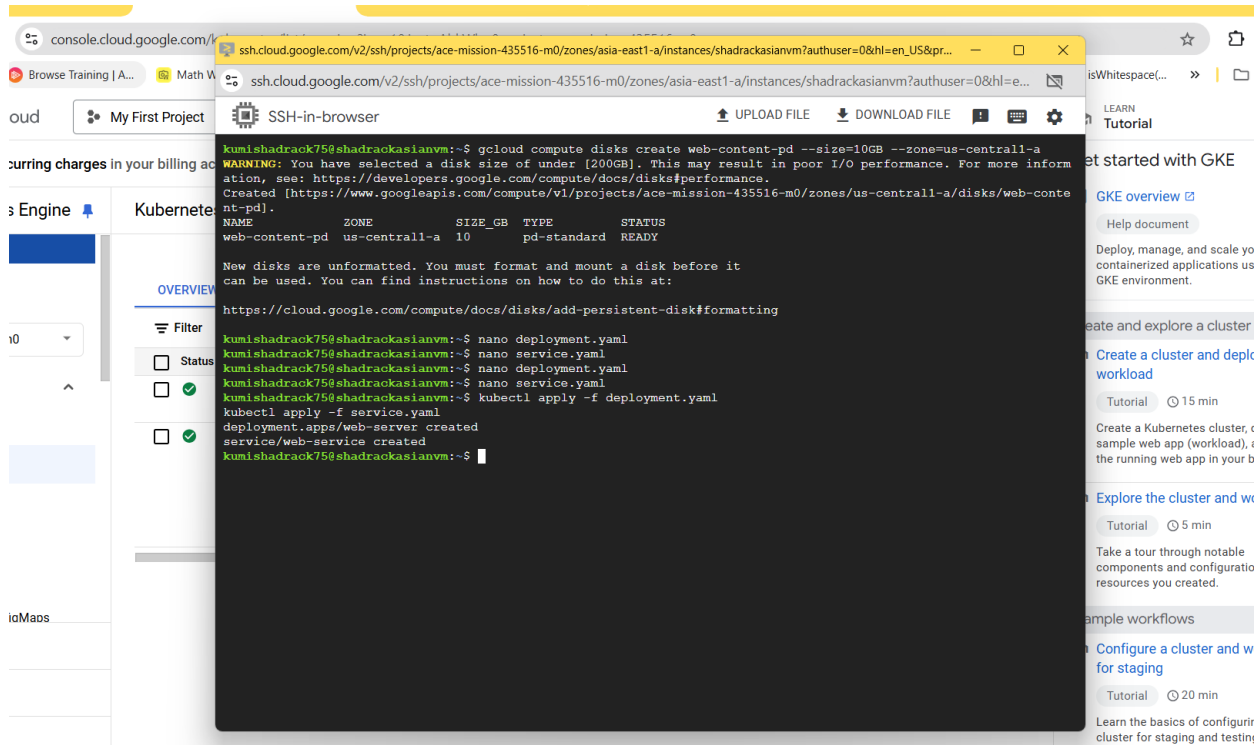 console.cloud.google.com/k
ssh.cloud.google.com/v2/ssh/projects/ace-mission-435516-m0/zones/asia-east1-a/instances/shadrackasianvm?authuser=0&hl=en_US&pr...
Browse Training | A...
Math W
ssh.cloud.google.com/v2/ssh/projects/ace-mission-435516-m0/zones/asia-east1-a/instances/shadrackasianvm?authuser=0&hl=e...
isWhitespace(...
»
oud
My First Project
SSH-in-browser
UPLOAD FILE
DOWNLOAD FILE
LEARN
Tutorial
curring charges in your billing ac
s Engine
Kubernete
OVERVIEW
n0
Filter
Status
igMaps
kumishadrack75@shadrackasianvm:~$ gcloud compute disks create web-content-pd --size=10GB --zone=us-central1-a
WARNING: You have selected a disk size of under [200GB]. This may result in poor I/O performance. For more inform
ation, see: https://developers.google.com/compute/docs/disks#performance.
Created [https://www.googleapis.com/compute/v1/projects/ace-mission-435516-m0/zones/us-central1-a/disks/web-conte
nt-pd].
NAME ZONE SIZE_GB TYPE STATUS
web-content-pd us-central1-a 10 pd-standard READY
New disks are unformatted. You must format and mount a disk before it
can be used. You can find instructions on how to do this at:
https://cloud.google.com/compute/docs/disks/add-persistent-disk#formatting
kumishadrack75@shadrackasianvm:~$ nano deployment.yaml
kumishadrack75@shadrackasianvm:~$ nano service.yaml
kumishadrack75@shadrackasianvm:~$ nano deployment.yaml
kumishadrack75@shadrackasianvm:~$ nano service.yaml
kumishadrack75@shadrackasianvm:~$ kubectl apply -f deployment.yaml
kubectl apply -f service.yaml
deployment.apps/web-server created
service/web-service created
kumishadrack75@shadrackasianvm:~$
et started with GKE
GKE overview
Help document
Deploy, manage, and scale yo
containerized applications us
GKE environment.
eate and explore a cluster
Create a cluster and deplo
workload
Tutorial 15 min
Create a Kubernetes cluster, d
sample web app (workload), a
the running web app in your b
Explore the cluster and wo
Tutorial 5 min
Take a tour through notable
components and configuratio
resources you created.
ample workflows
Configure a cluster and w
for staging
Tutorial 20 min
Learn the basics of configurin
cluster for staging and testing